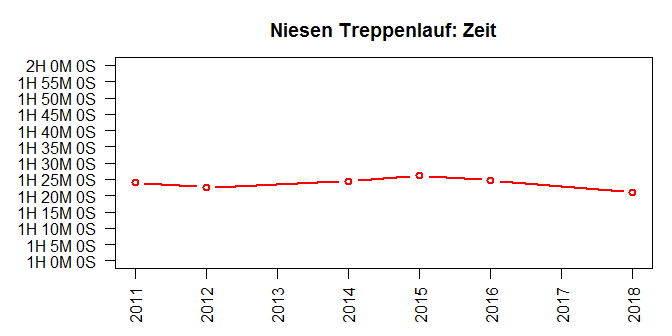 Niesen Treppenlauf: Zeit
2H 0M 0S
1H 55M 0S
1H 50M 0S
1H 45M 0S
1H 40M 0S
1H 35M 0S
1H 30M 0S
1H 25M 0S
1H 20M 0S
1H 15M 0S
1H 10M 0S
1H 5M 0S
1H 0M 0S
2011
2012
2013
2014
2015
2016
2017
2018